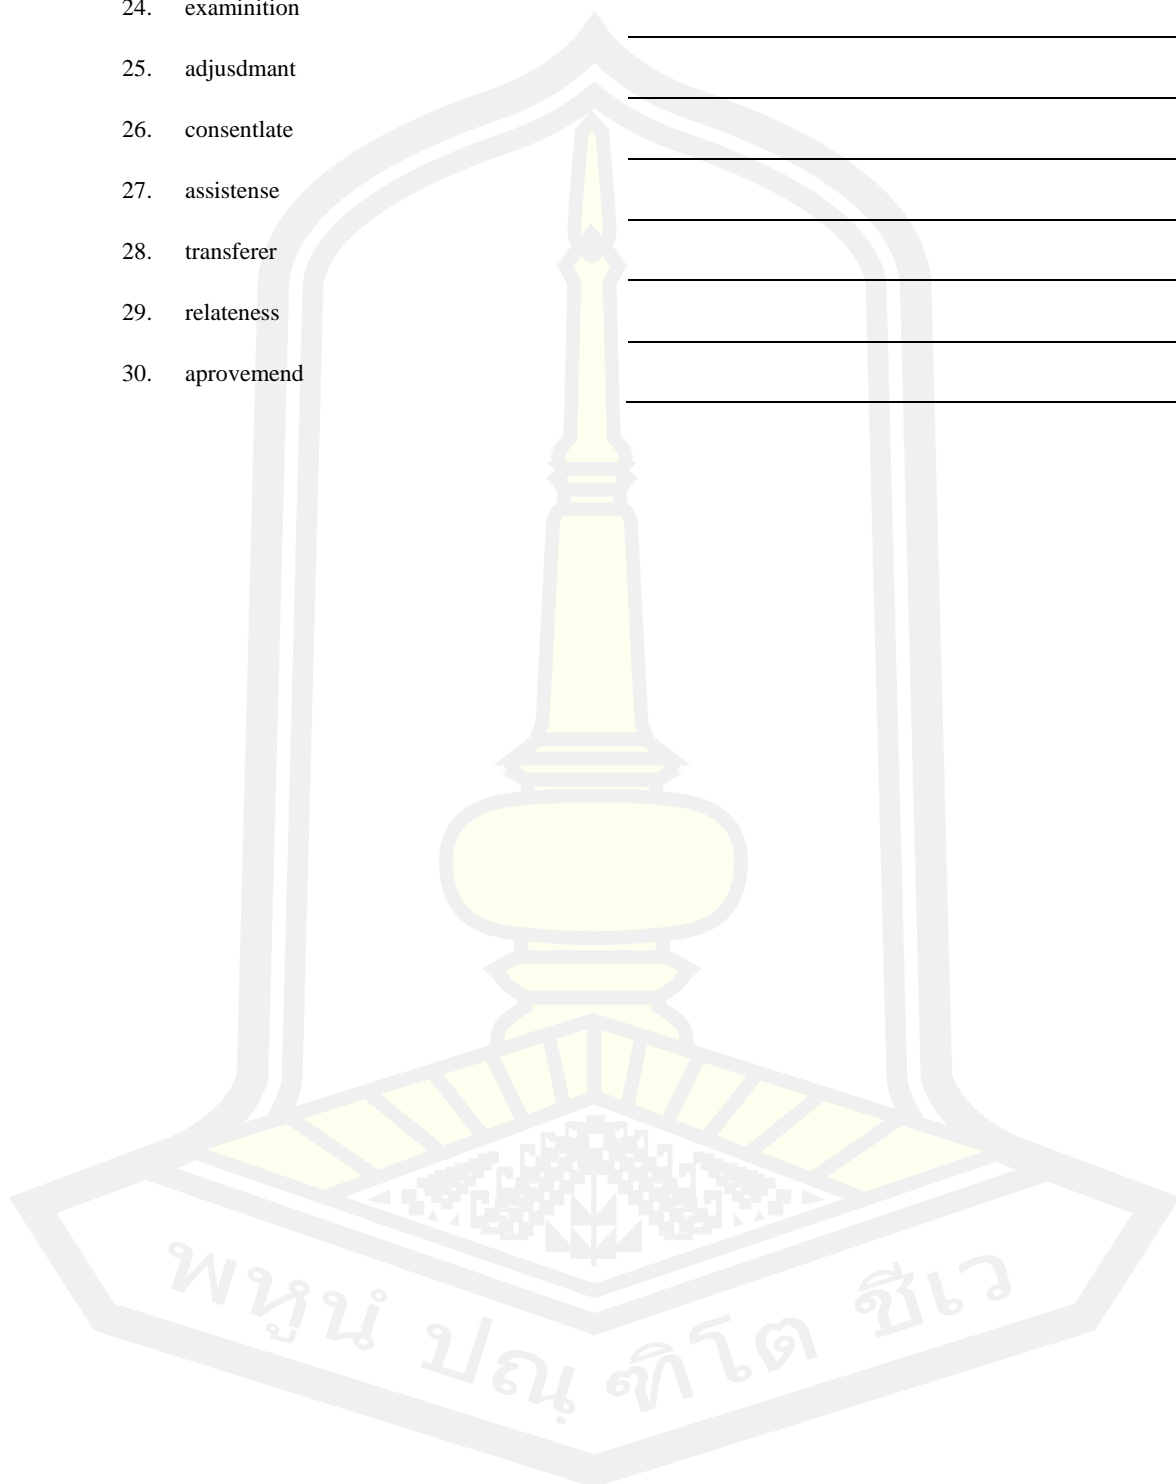 24. examinition
25. adjusdmant
26. consentlate
27. assistense
28. transferer
29. relateness
30. aprovemend
พหูนํ ปณฺฑิโต ชีเว